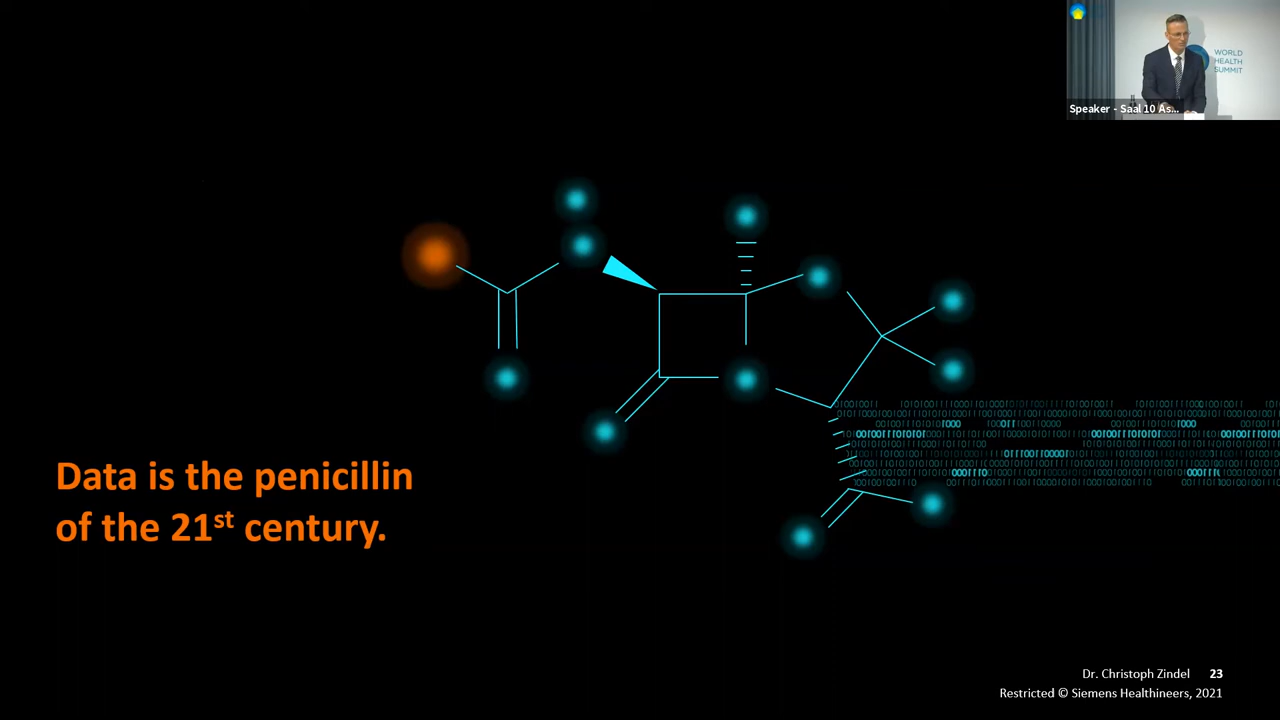 WORLD
HEALTH
SUMMIT
Speaker - Saal 10 As...
Data is the penicillin
of the 21st century.
Dr. Christoph Zindel 23
Restricted © Siemens Healthineers, 2021